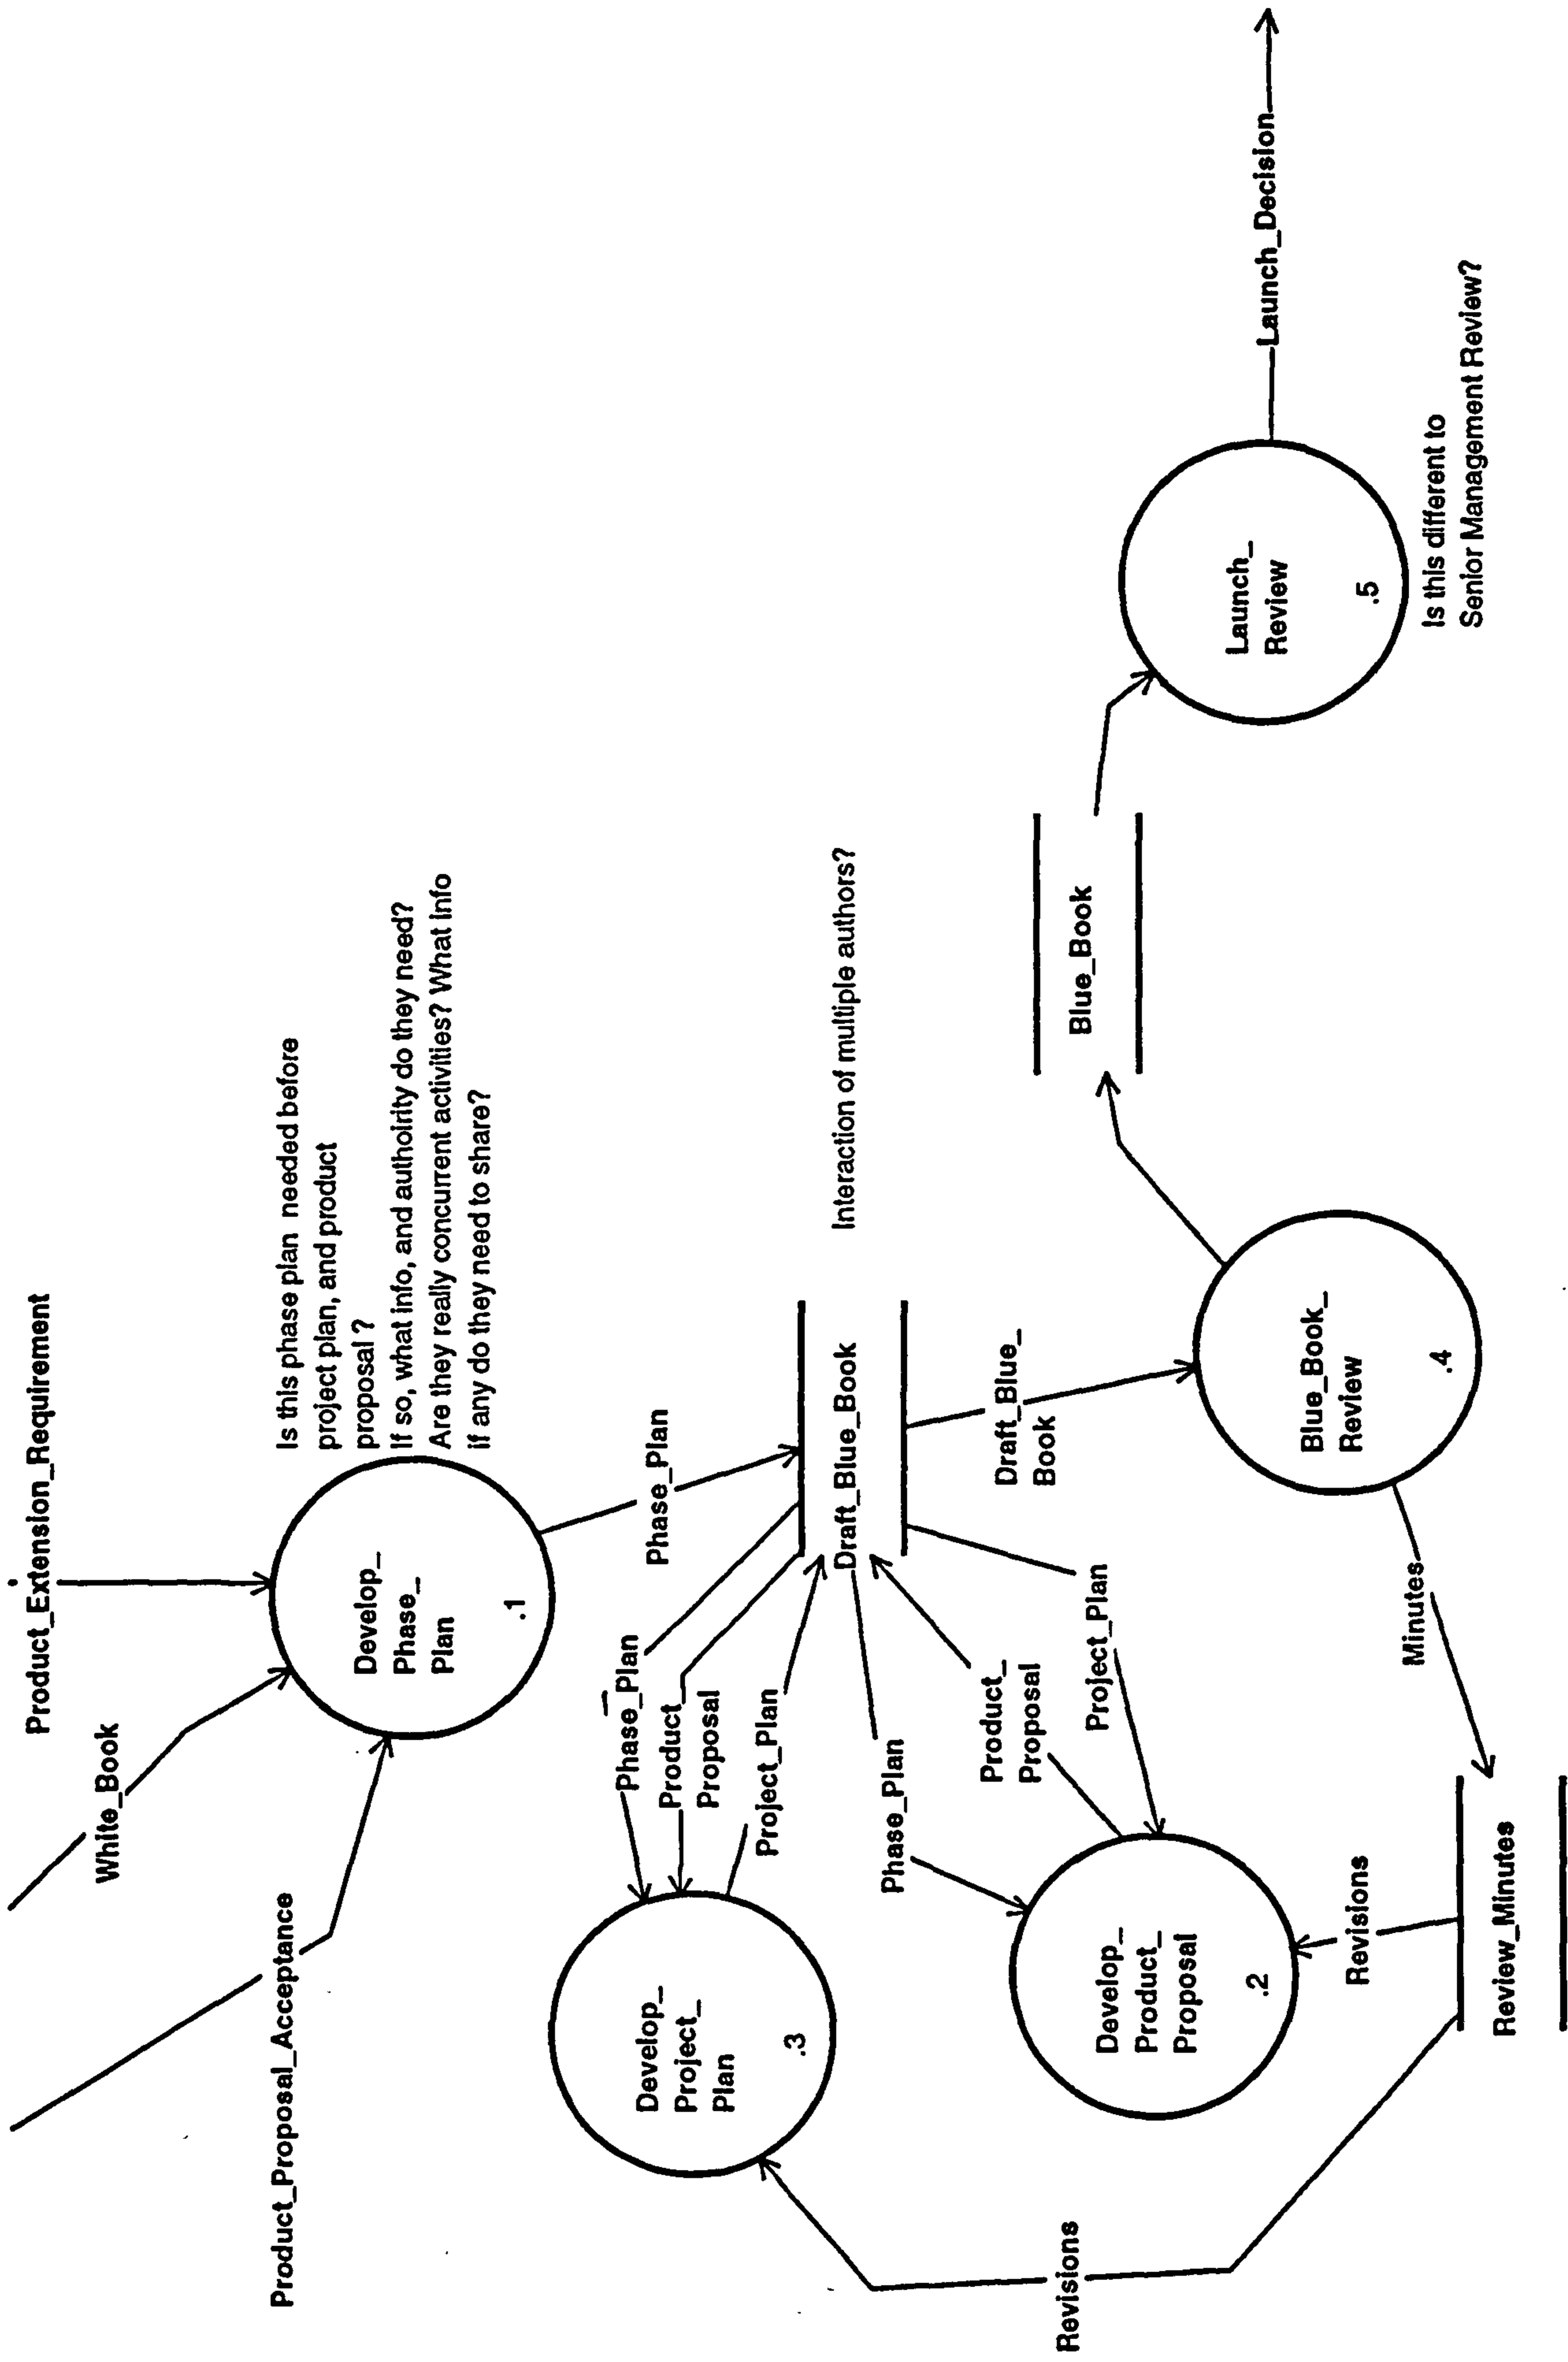 Product_Proposal_Acceptance
White_Book
Product_Extension_Requirement
Develop_
Phase_
Plan
.1
Is this phase plan needed before
project plan, and product
proposal ?
If so, what info, and authoirity do they need?
Are they really concurrent activities? What info
if any do they need to share?
Phase_Plan
Phase_Plan
Product_
Proposal
Project_Plan
Develop_
Project_
Plan
.3
Draft_Blue_Book
Interaction of multiple authors?
Phase_Plan
Product_
Proposal
Project_Plan
Draft_Blue_
Book
Develop_
Product_
Proposal
.2
Blue_Book
Revisions
Revisions
Minutes
Blue_Book_
Review
.4
Launch_
Review
.5
Launch_Decision
Is this different to
Senior Management Review?
Review_Minutes